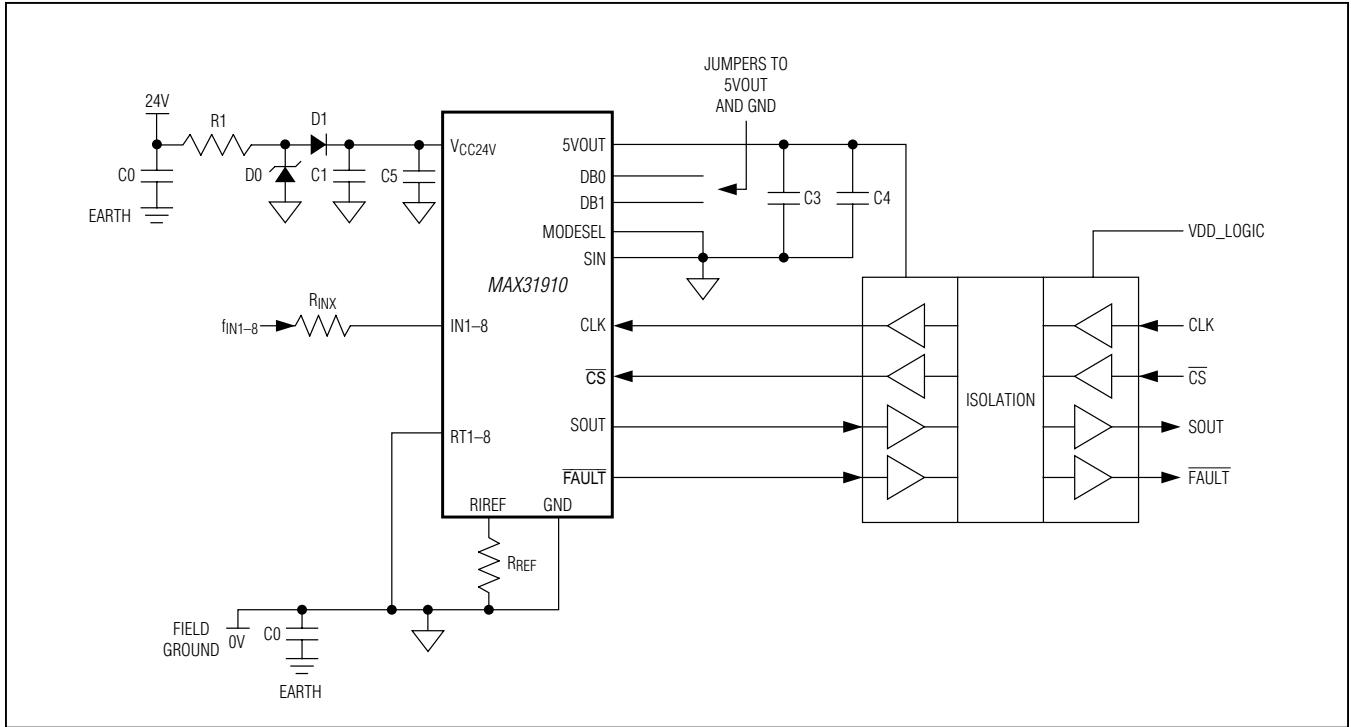 JUMPERS TO
5VOUT
AND GND
24V
R1
D1
VCC24V
5VOUT
C0
D0
C1
C5
DB0
DB1
C3
C4
EARTH
MODESEL
SIN
VDD_LOGIC
MAX31910
RINX
fIN1–8
IN1–8
CLK
CLK
CS
CS
ISOLATION
RT1–8
SOUT
SOUT
FAULT
FAULT
RIREF
GND
RREF
FIELD
GROUND
0V
C0
EARTH